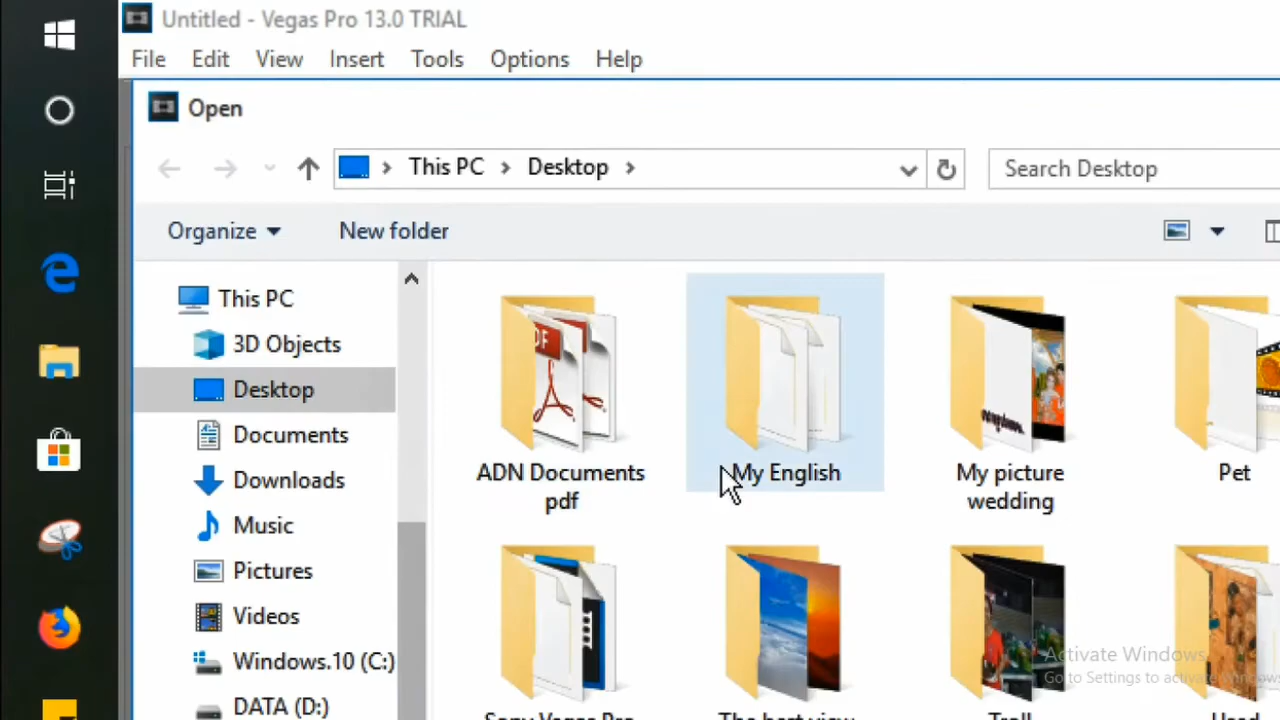 Untitled - Vegas Pro 13.0 TRIAL
File Edit View Insert Tools Options Help
Open
This PC > Desktop >
Search Desktop
Organize New folder
This PC
3D Objects
Desktop
Documents
Downloads
Music
Pictures
Videos
Windows.10 (C:)
DATA (D:)
PDF
ADN Documents
pdf
My English
My picture
wedding
Pet
Sony Vegas Pro
The best view
Troll
Activate Windows
Go to Settings to activate Windows